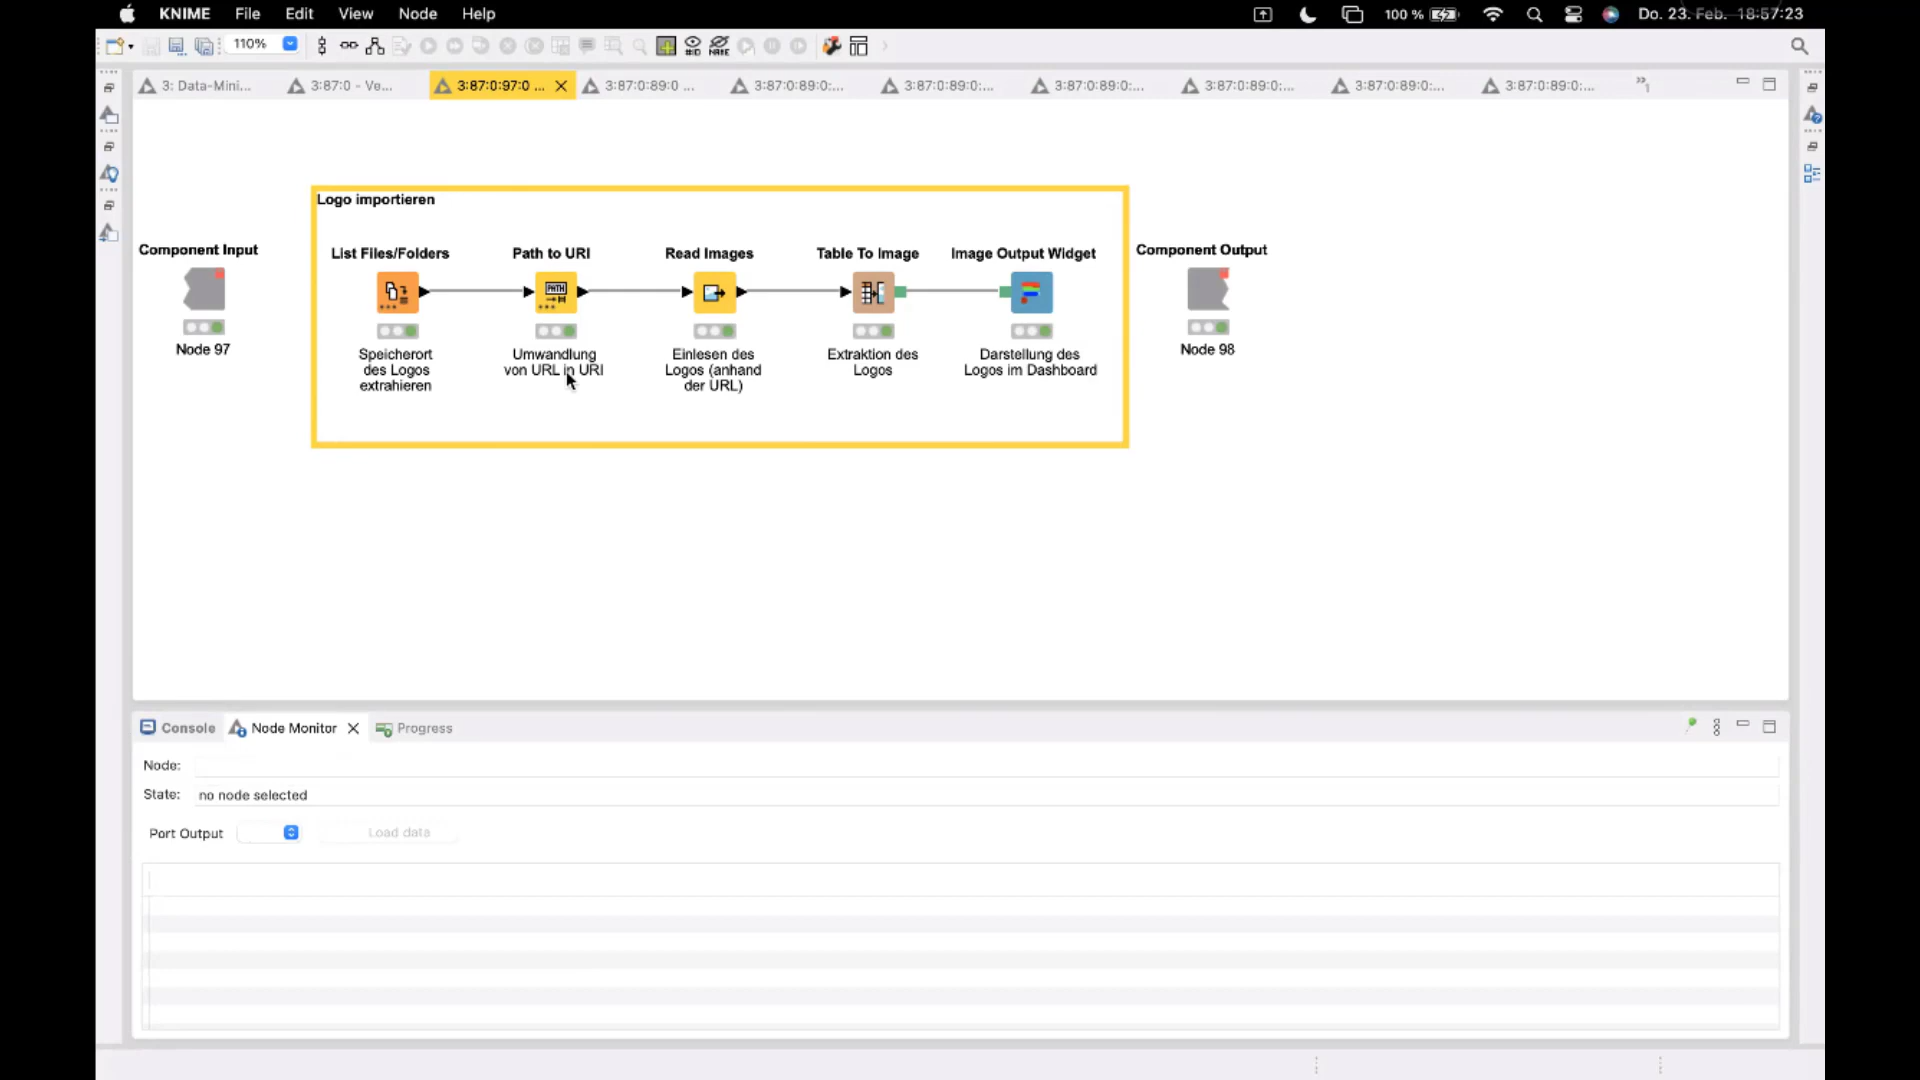 KNIME File Edit View Node Help 100 % Do. 23. Feb. 18:57:23
110%
3: Data-Mini... 3:87:0 - Ve... 3:87:0:97:0 ... 3:87:0:89:0 ... 3:87:0:89:0:... 3:87:0:89:0:... 3:87:0:89:0:... 3:87:0:89:0:... 3:87:0:89:0:... 3:87:0:89:0:... 1
Logo importieren
Component Input
Node 97
List Files/Folders
PATH
Speicherort
des Logos
extrahieren
Path to URI
Umwandlung
von URL in URI
Read Images
Einlesen des
Logos (anhand
der URL)
Table To Image
Extraktion des
Logos
Image Output Widget
Darstellung des
Logos im Dashboard
Component Output
Node 98
Console Node Monitor Progress
Node:
State: no node selected
Port Output Load data